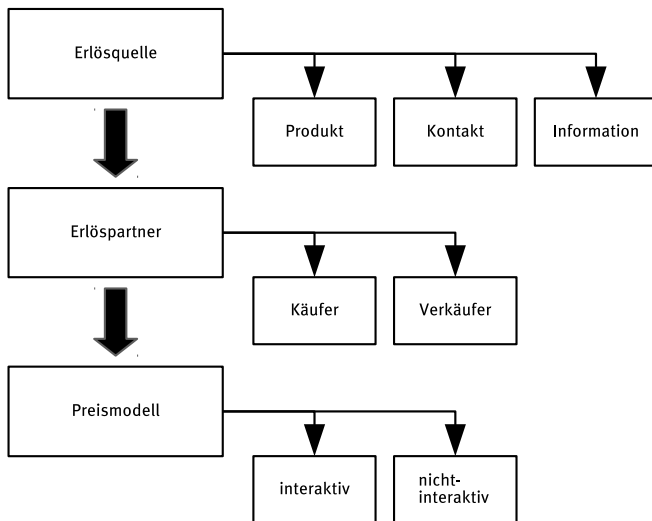 Erlösquelle
Produkt
Kontakt
Information
Erlöspartner
Käufer
Verkäufer
Preismodell
interaktiv
nicht-
interaktiv